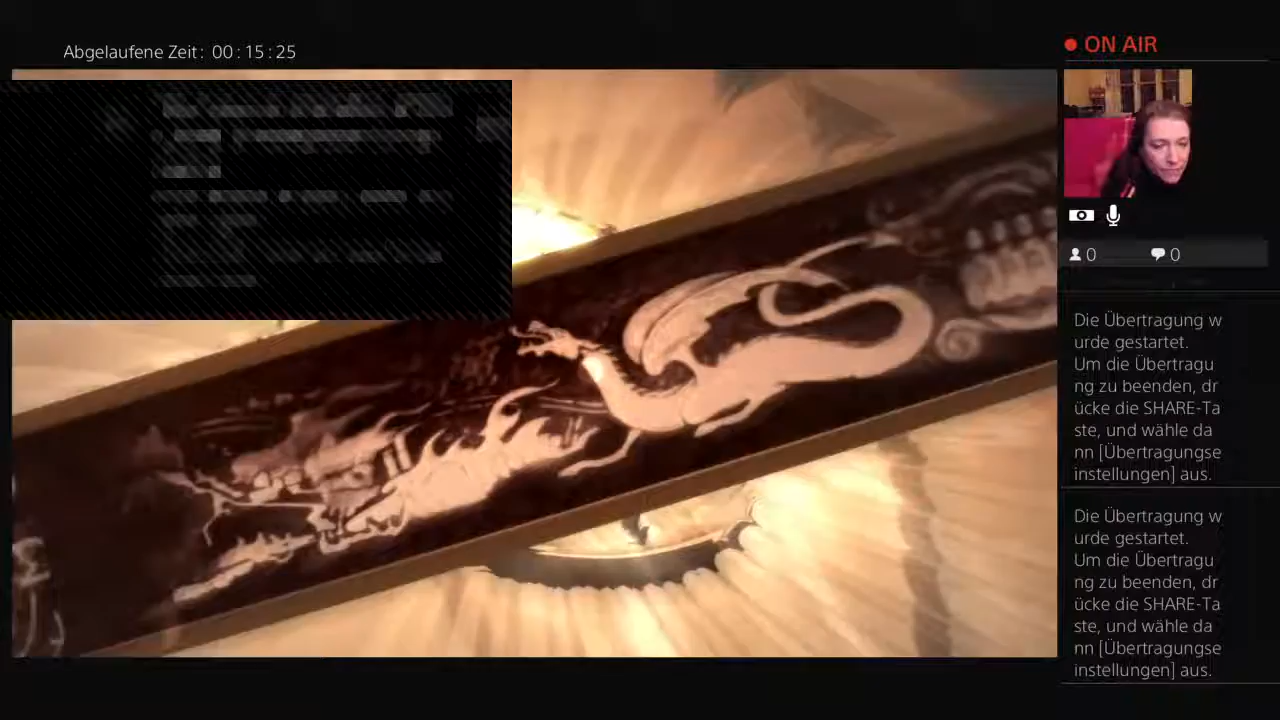 Abgelaufene Zeit: 00:15:25
ON AIR
0
0
Die Übertragung w
urde gestartet.
Um die Übertragu
ng zu beenden, dr
ücke die SHARE-Ta
ste, und wähle da
nn [Übertragungse
instellungen] aus.
Die Übertragung w
urde gestartet.
Um die Übertragu
ng zu beenden, dr
ücke die SHARE-Ta
ste, und wähle da
nn [Übertragungse
instellungen] aus.